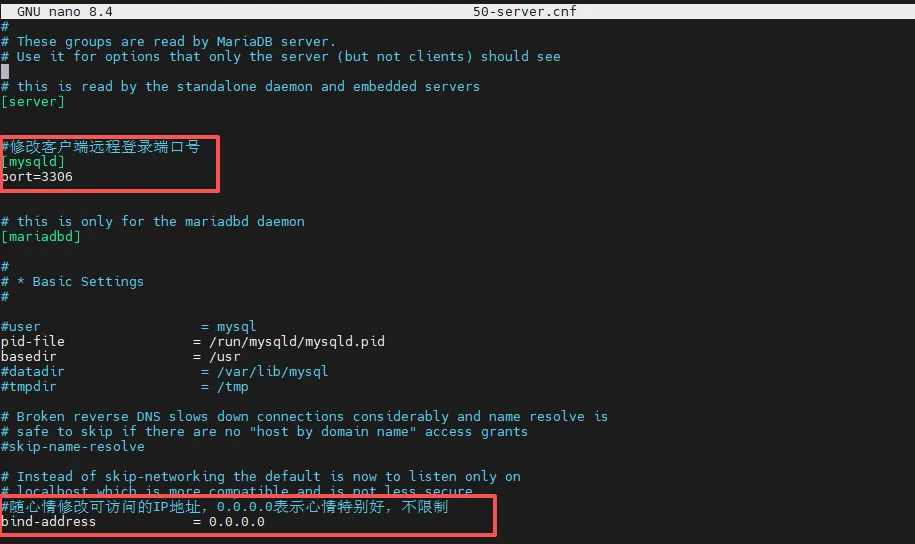 GNU nano 8.4 50-server.cnf
#
# These groups are read by MariaDB server.
# Use it for options that only the server (but not clients) should see

# this is read by the standalone daemon and embedded servers
[server]

#修改客户端远程登录端口号
[mysqld]
port=3306

# this is only for the mariadbd daemon
[mariadbd]

#
# * Basic Settings
#

#user = mysql
pid-file = /run/mysqld/mysqld.pid
basedir = /usr
#datadir = /var/lib/mysql
#tmpdir = /tmp

# Broken reverse DNS slows down connections considerably and name resolve is
# safe to skip if there are no "host by domain name" access grants
#skip-name-resolve

# Instead of skip-networking the default is now to listen only on
# localhost which is more compatible and is not less secure.
#随心情修改可访问的IP地址，0.0.0.0表示心情特别好，不限制
bind-address = 0.0.0.0